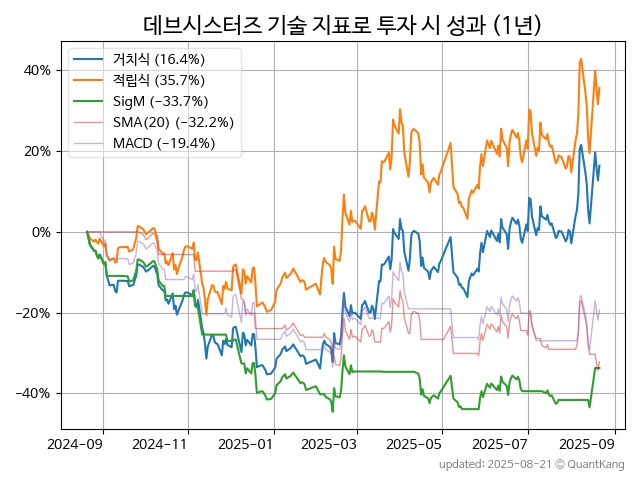 데브시스터즈 기술 지표로 투자 시 성과 (1년)
거치식 (16.4%)
적립식 (35.7%)
SigM (−33.7%)
SMA(20) (−32.2%)
MACD (−19.4%)
40%
20%
0%
−20%
−40%
2024-09
2024-11
2025-01
2025-03
2025-05
2025-07
2025-09
updated: 2025-08-21 © QuantKang